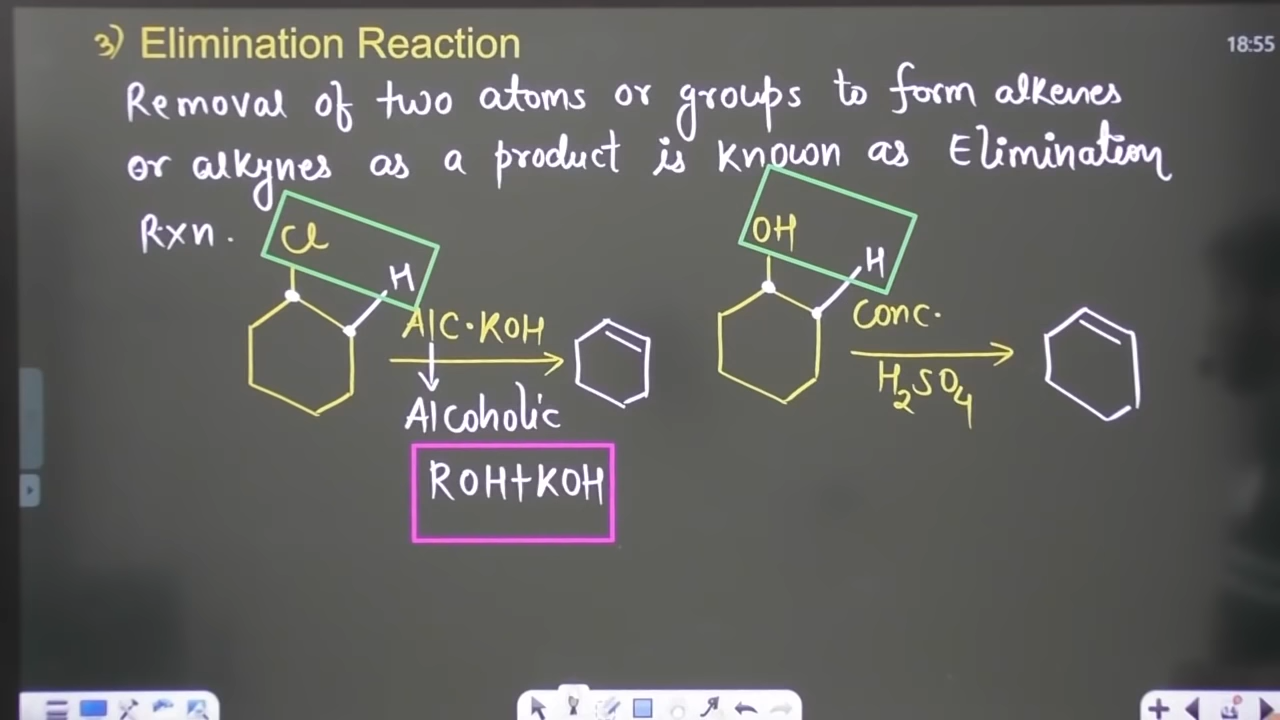 3) Elimination Reaction
18:55
Removal of two atoms or groups to form alkenes
or alkynes as a product is known as Elimination
Rxn.
Cl
H
Alc. KOH
Alcoholic
ROH+KOH
OH
H
Conc.
H₂SO₄